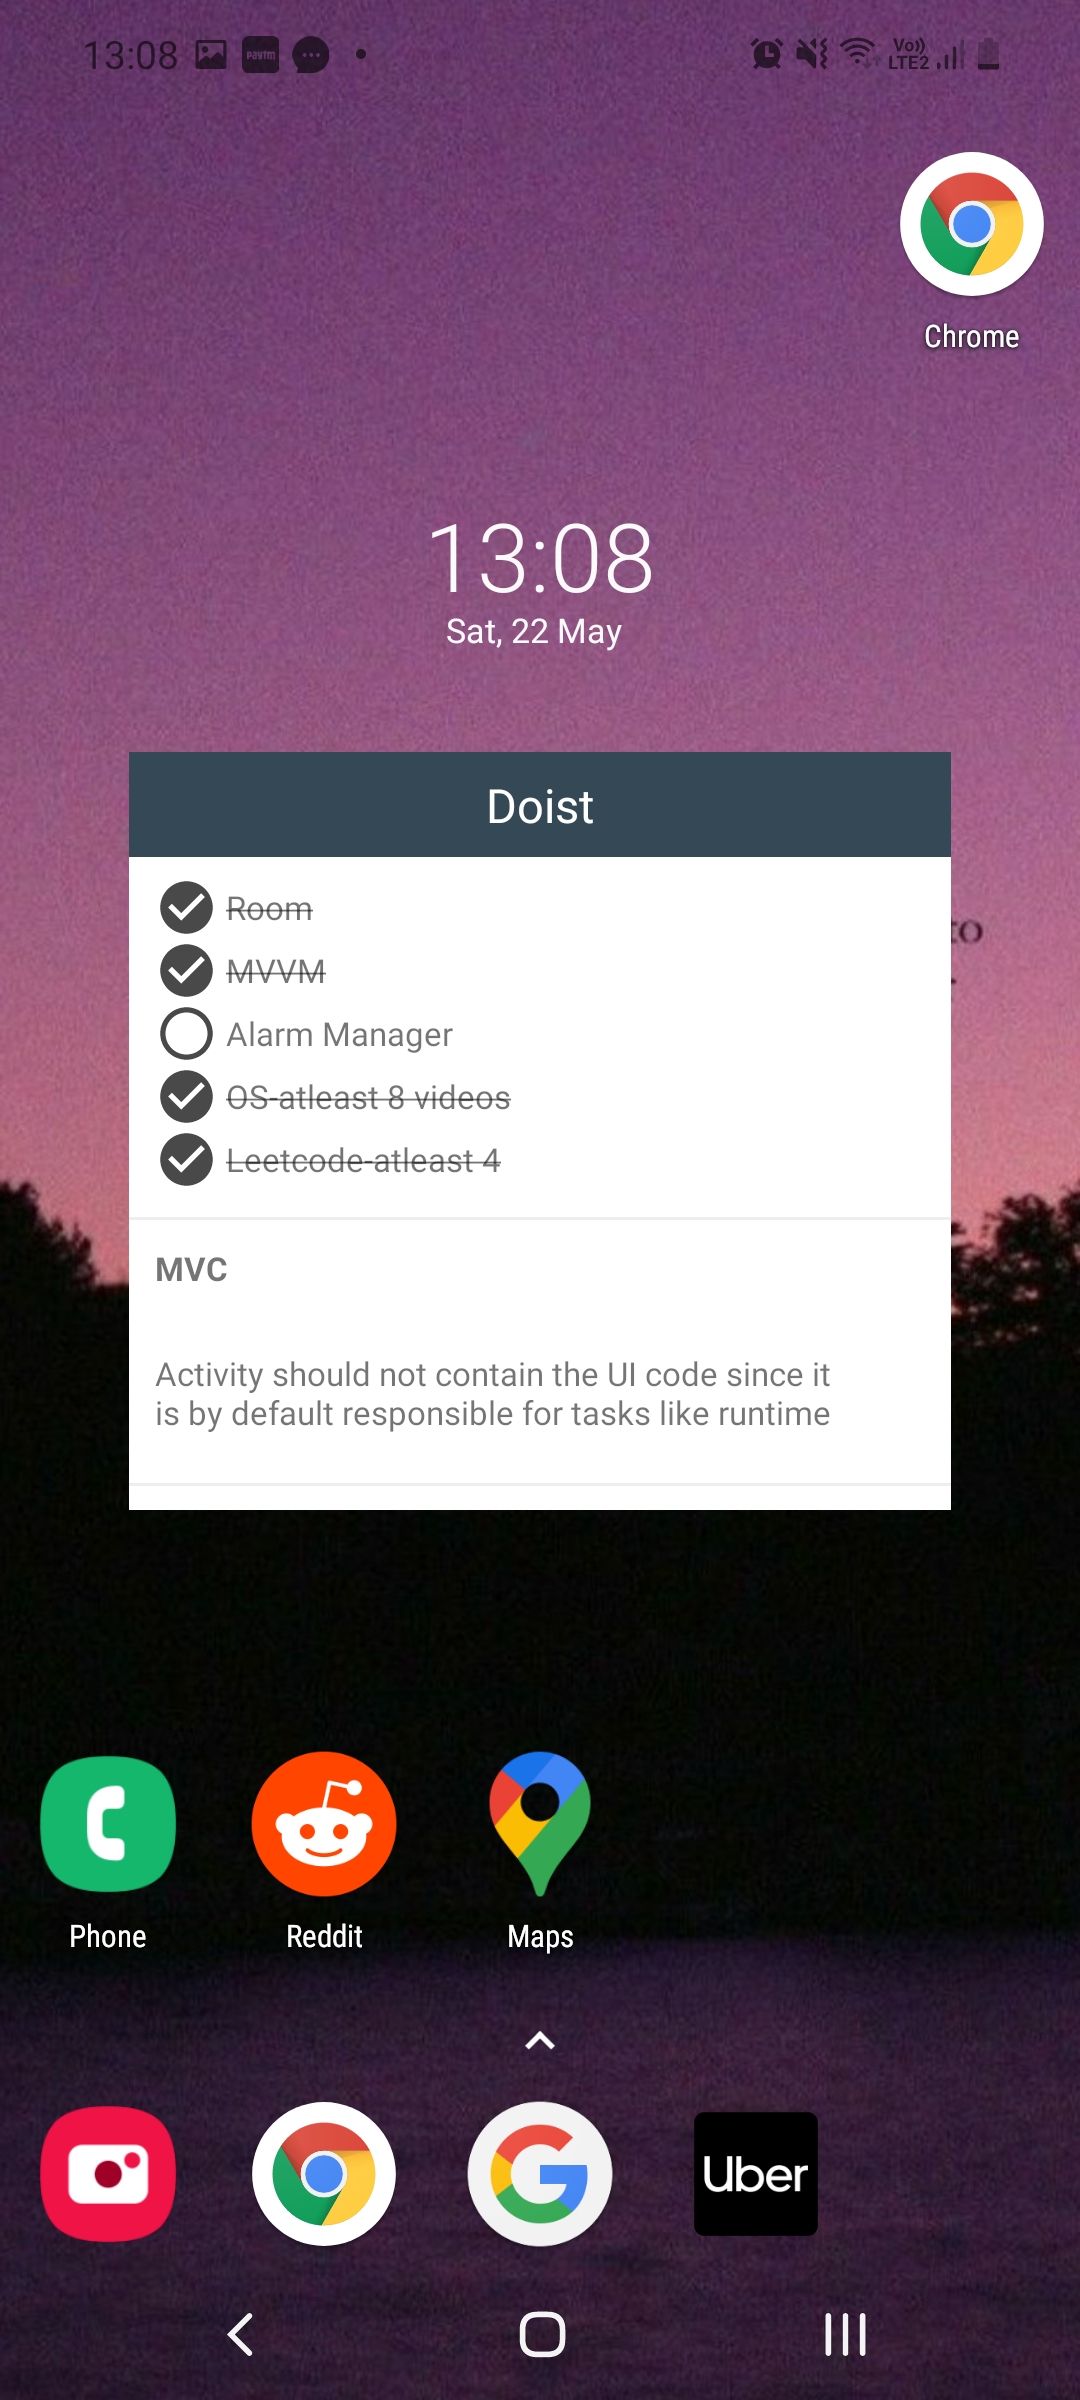 13:08
paytm
Vo))
LTE2
Chrome
13:08
Sat, 22 May
Doist
Room
MVVM
to
Alarm Manager
OS-atleast 8 videos
Leetcode-atleast 4
MVC
Activity should not contain the UI code since it
is by default responsible for tasks like runtime
Phone
Reddit
Maps
Uber